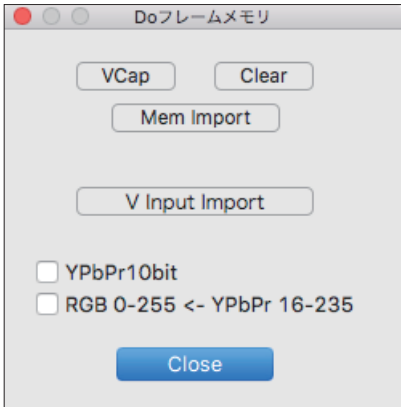 Doフレームメモリ
VCap Clear
Mem Import
V Input Import
YPbPr10bit
RGB 0-255 <- YPbPr 16-235
Close